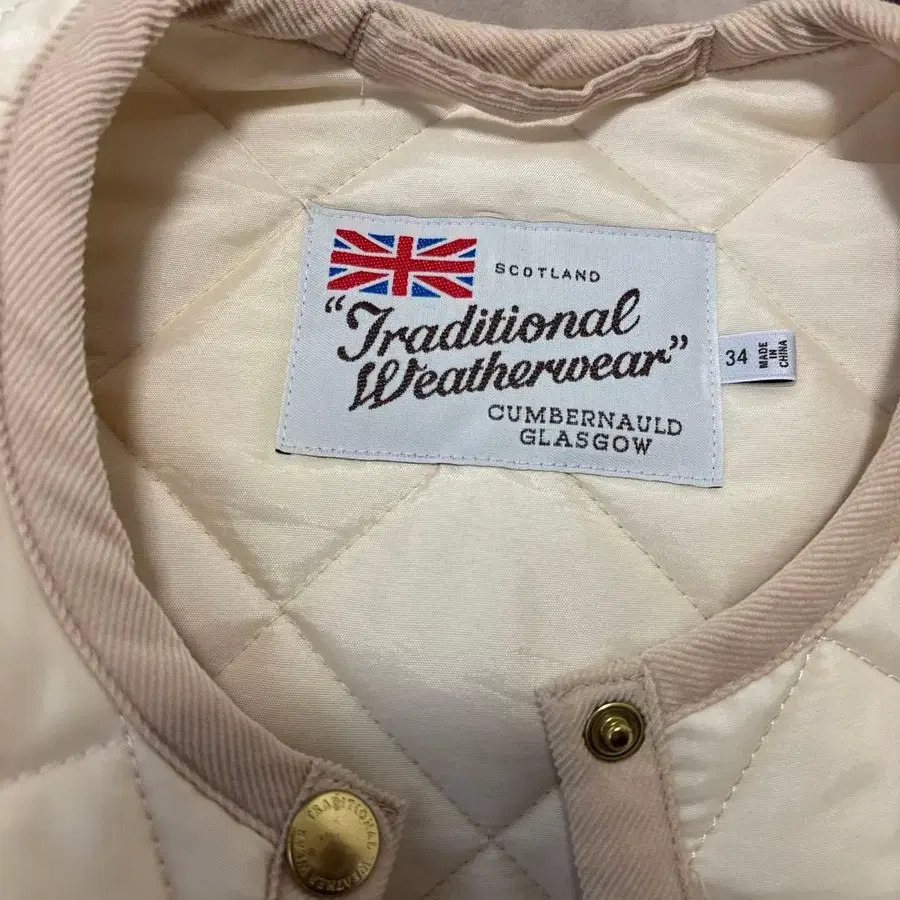 SCOTLAND
“Traditional
Weatherwear”
CUMBERNAULD
GLASGOW
34
MADE
IN
CHINA
TRADITIONAL
WEATHERWEAR